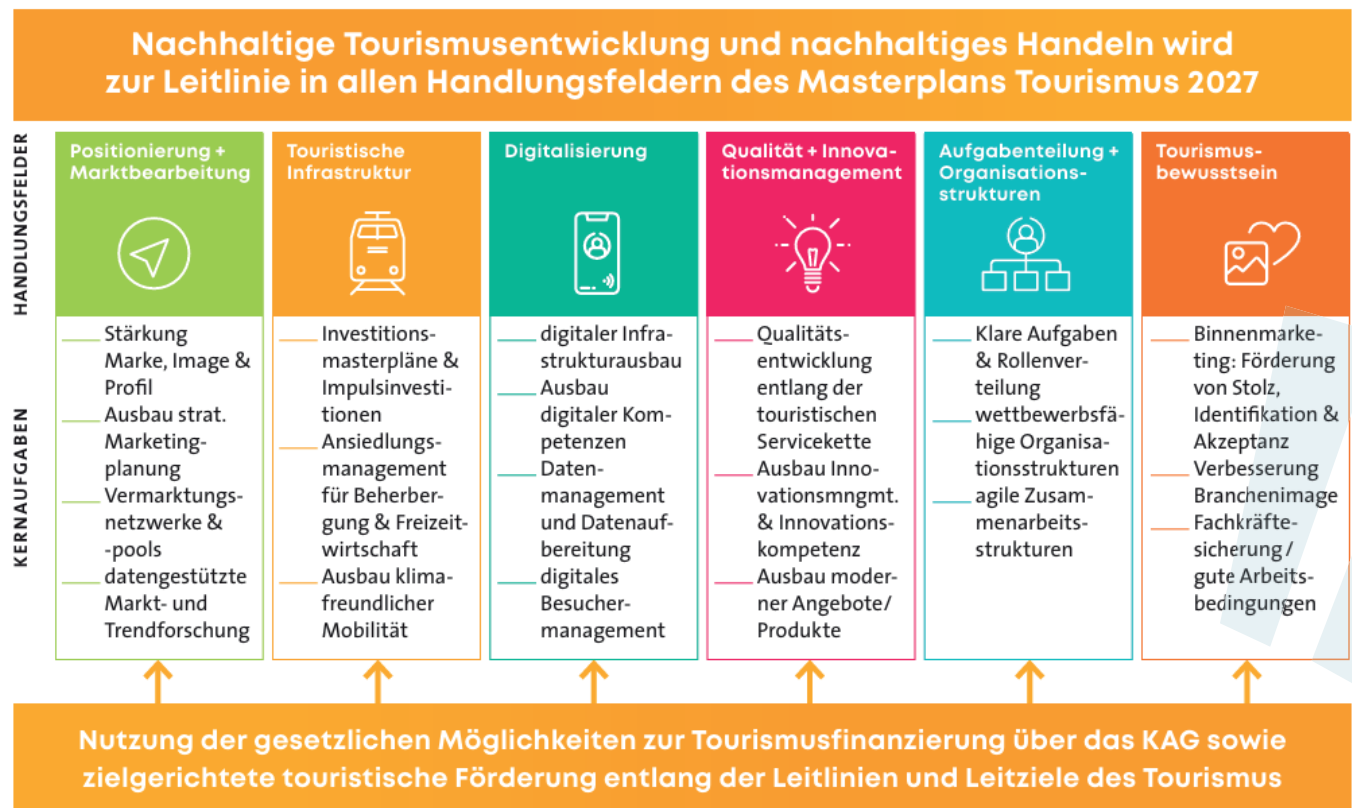 Nachhaltige Tourismusentwicklung und nachhaltiges Handeln wird
zur Leitlinie in allen Handlungsfeldern des Masterplans Tourismus 2027
HANDLUNGSFELDER
Positionierung +
Marktbearbeitung
Touristische
Infrastruktur
Digitalisierung
Qualität + Innova-
tionsmanagement
Aufgabenteilung +
Organisations-
strukturen
Tourismus-
bewusstsein
KERNAUFGABEN
Stärkung
Marke, Image &
Profil
Ausbau strat.
Marketing-
planung
Vermarktungs-
netzwerke &
-pools
datengestützte
Markt- und
Trendforschung
Investitions-
masterpläne &
Impulsinvesti-
tionen
Ansiedlungs-
management
für Beherber-
gung & Freizeit-
wirtschaft
Ausbau klima-
freundlicher
Mobilität
digitaler Infra-
strukturausbau
Ausbau
digitaler Kom-
petenzen
Daten-
management
und Datenauf-
bereitung
digitales
Besucher-
management
Qualitäts-
entwicklung
entlang der
touristischen
Servicekette
Ausbau Inno-
vationsmngmt.
& Innovations-
kompetenz
Ausbau moder-
ner Angebote/
Produkte
Klare Aufgaben
& Rollenver-
teilung
wettbewerbsfä-
hige Organisa-
tionsstrukturen
agile Zusam-
menarbeits-
strukturen
Binnenmarke-
ting: Förderung
von Stolz,
Identifikation &
Akzeptanz
Verbesserung
Branchenimage
Fachkräfte-
sicherung /
gute Arbeits-
bedingungen
Nutzung der gesetzlichen Möglichkeiten zur Tourismusfinanzierung über das KAG sowie
zielgerichtete touristische Förderung entlang der Leitlinien und Leitziele des Tourismus